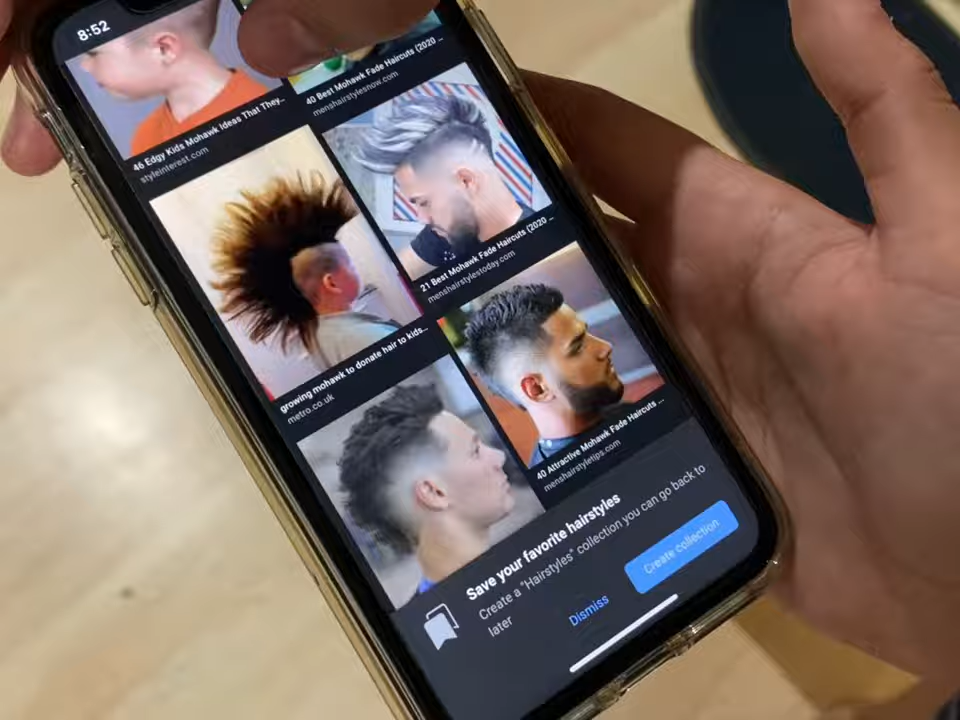 8:52
46 Edgy Kids Mohawk Ideas That They...
styleinterest.com
40 Best Mohawk Fade Haircuts (2020 ...
menshairstylesnow.com
growing mohawk to donate hair to kids...
metro.co.uk
21 Best Mohawk Fade Haircuts (2020 ...
menshairstylestoday.com
40 Attractive Mohawk Fade Haircuts ...
menhairstyletips.com
Save your favorite hairstyles
Create a "Hairstyles" collection you can go back to
later
Dismiss
Create collection